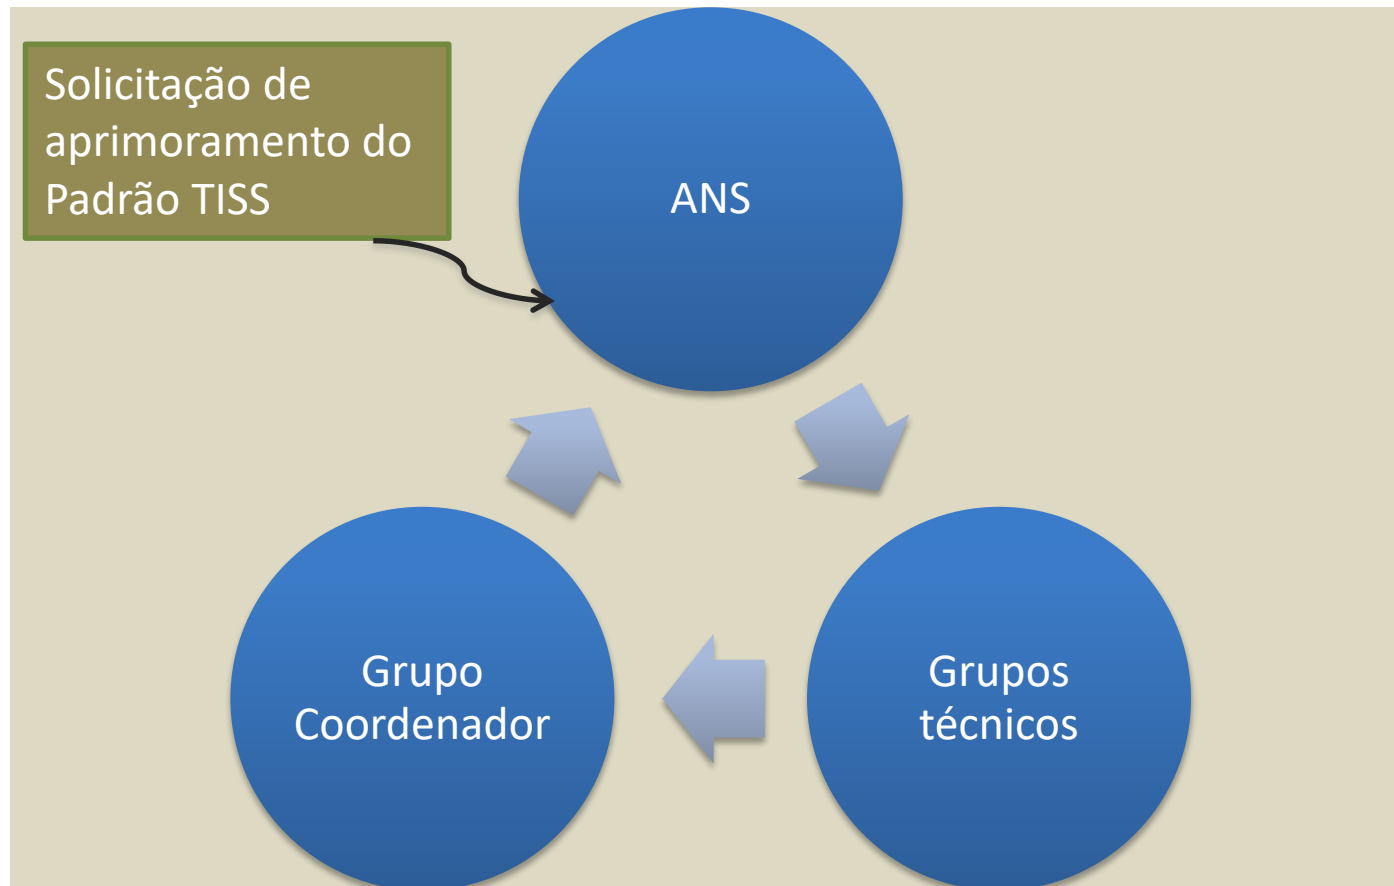 Solicitação de
aprimoramento do
Padrão TISS
ANS
Grupo
Coordenador
Grupos
técnicos